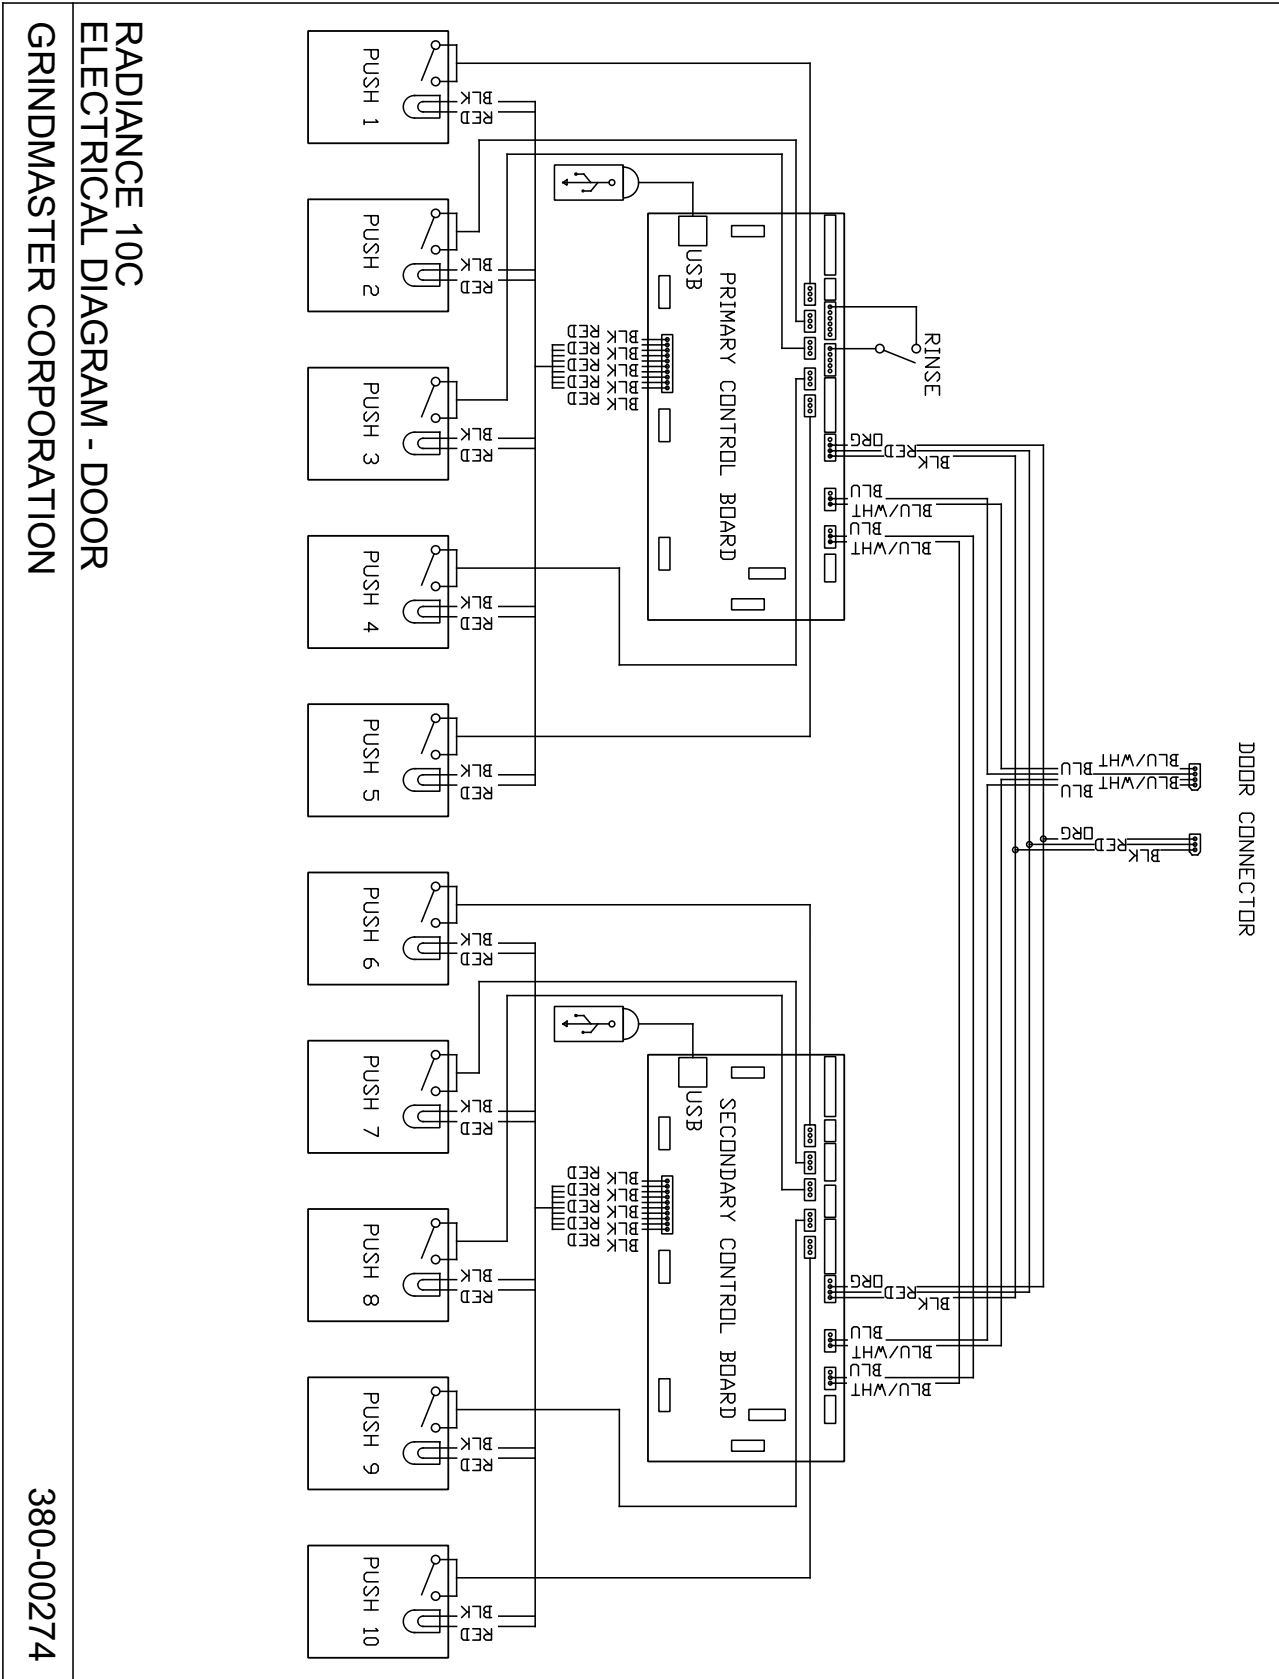 DOOR CONNECTOR
BLU/WHT
BLU
BLU/WHT
BLU
ORG
RED
BLK
RINSE
ORG
RED
BLK
BLU
BLU/WHT
BLU
BLU/WHT
ORG
RED
BLK
BLU
BLU/WHT
BLU
BLU/WHT
PRIMARY CONTROL BOARD
USB
SECONDARY CONTROL BOARD
USB
RED
BLK
RED
BLK
RED
BLK
RED
BLK
RED
BLK
RED
BLK
RED
BLK
RED
BLK
RED
BLK
RED
BLK
BLK
RED
PUSH 1
BLK
RED
PUSH 2
BLK
RED
PUSH 3
BLK
RED
PUSH 4
BLK
RED
PUSH 5
BLK
RED
PUSH 6
BLK
RED
PUSH 7
BLK
RED
PUSH 8
BLK
RED
PUSH 9
BLK
RED
PUSH 10
RADIANCE 10C
ELECTRICAL DIAGRAM - DOOR
GRINDMASTER CORPORATION
380-00274